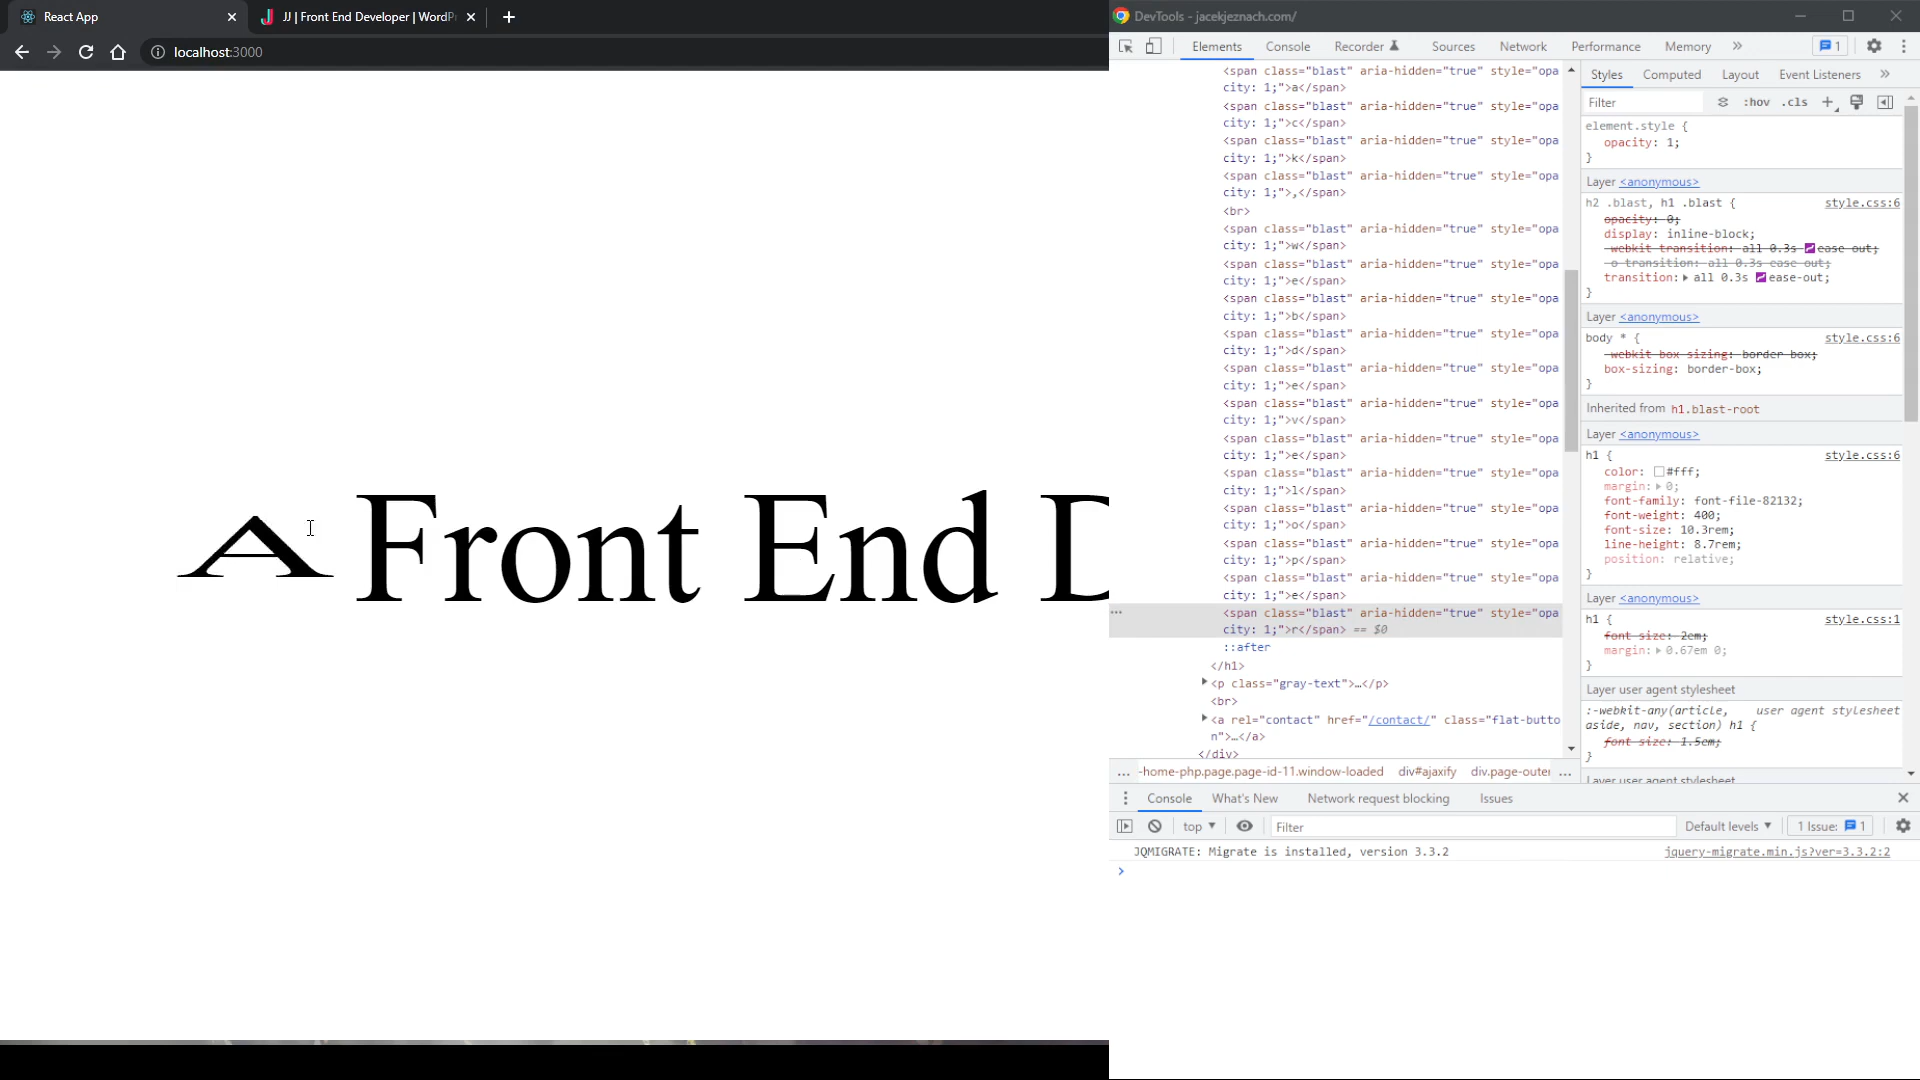 React App
JJ | Front End Developer | WordPr
localhost:3000
A Front End D
DevTools - jacekjeznach.com/
Elements Console Recorder Sources Network Performance Memory » 1
<span class="blast" aria-hidden="true" style="opa
city: 1;">a</span>
<span class="blast" aria-hidden="true" style="opa
city: 1;">c</span>
<span class="blast" aria-hidden="true" style="opa
city: 1;">k</span>
<span class="blast" aria-hidden="true" style="opa
city: 1;">,</span>
<br>
<span class="blast" aria-hidden="true" style="opa
city: 1;">w</span>
<span class="blast" aria-hidden="true" style="opa
city: 1;">e</span>
<span class="blast" aria-hidden="true" style="opa
city: 1;">b</span>
<span class="blast" aria-hidden="true" style="opa
city: 1;">d</span>
<span class="blast" aria-hidden="true" style="opa
city: 1;">e</span>
<span class="blast" aria-hidden="true" style="opa
city: 1;">v</span>
<span class="blast" aria-hidden="true" style="opa
city: 1;">e</span>
<span class="blast" aria-hidden="true" style="opa
city: 1;">l</span>
<span class="blast" aria-hidden="true" style="opa
city: 1;">o</span>
<span class="blast" aria-hidden="true" style="opa
city: 1;">p</span>
<span class="blast" aria-hidden="true" style="opa
city: 1;">e</span>
<span class="blast" aria-hidden="true" style="opa
city: 1;">r</span> == $0
::after
</h1>
<p class="gray-text">…</p>
<br>
<a rel="contact" href="/contact/" class="flat-butto
n">…</a>
</div>
... -home-php.page.page-id-11.window-loaded div#ajaxify div.page-outer ...
Styles Computed Layout Event Listeners »
Filter :hov .cls +
element.style {
opacity: 1;
}
Layer <anonymous>
h2 .blast, h1 .blast { style.css:6
opacity: 0;
display: inline-block;
-webkit-transition: all 0.3s ease-out;
-o-transition: all 0.3s ease-out;
transition: all 0.3s ease-out;
}
Layer <anonymous>
body * { style.css:6
-webkit-box-sizing: border-box;
box-sizing: border-box;
}
Inherited from h1.blast-root
Layer <anonymous>
h1 { style.css:6
color: #fff;
margin: 0;
font-family: font-file-82132;
font-weight: 400;
font-size: 10.3rem;
line-height: 8.7rem;
position: relative;
}
Layer <anonymous>
h1 { style.css:1
font-size: 2em;
margin: 0.67em 0;
}
Layer user agent stylesheet
:-webkit-any(article, user agent stylesheet
aside, nav, section) h1 {
font-size: 1.5em;
}
Layer user agent stylesheet
Console What's New Network request blocking Issues
top Filter Default levels 1 Issue: 1
JQMIGRATE: Migrate is installed, version 3.3.2 jquery-migrate.min.js?ver=3.3.2:2